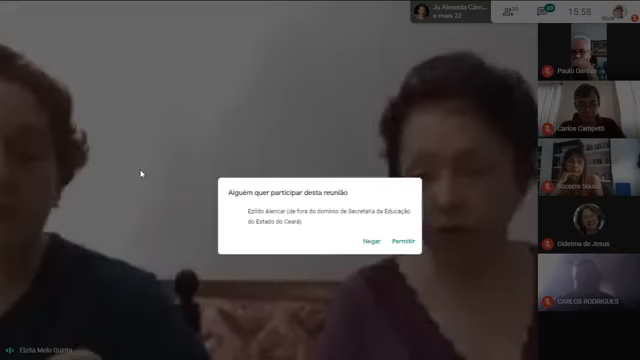 Ju Almeida Câm...
e mais 22
30
20
15:58
Você
Paulo Dantas
Carlos Campetti
Alguém quer participar desta reunião
Ezildo Alencar (de fora do domínio de Secretaria da Educação
do Estado do Ceará)
Negar Permitir
Socorro Sousa
Gidelma de Jesus
CARLOS RODRIGUES
Elzita Melo Quinta